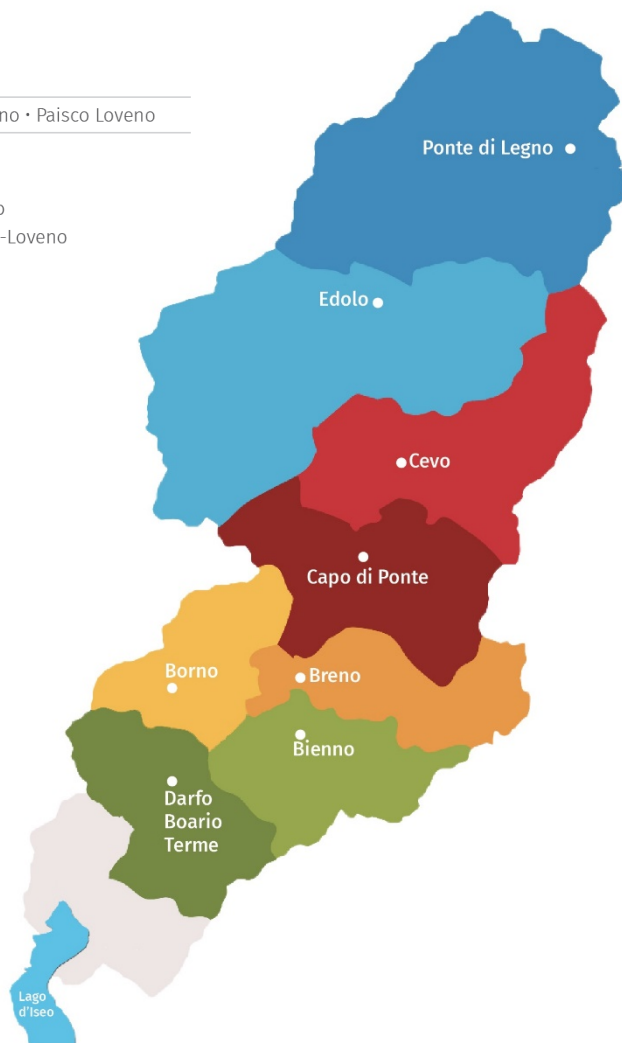 · Paisco Loveno
-Loveno
Ponte di Legno
Edolo
Cevo
Capo di Ponte
Borno
Breno
Bienno
Darfo
Boario
Terme
Lago
d'Iseo